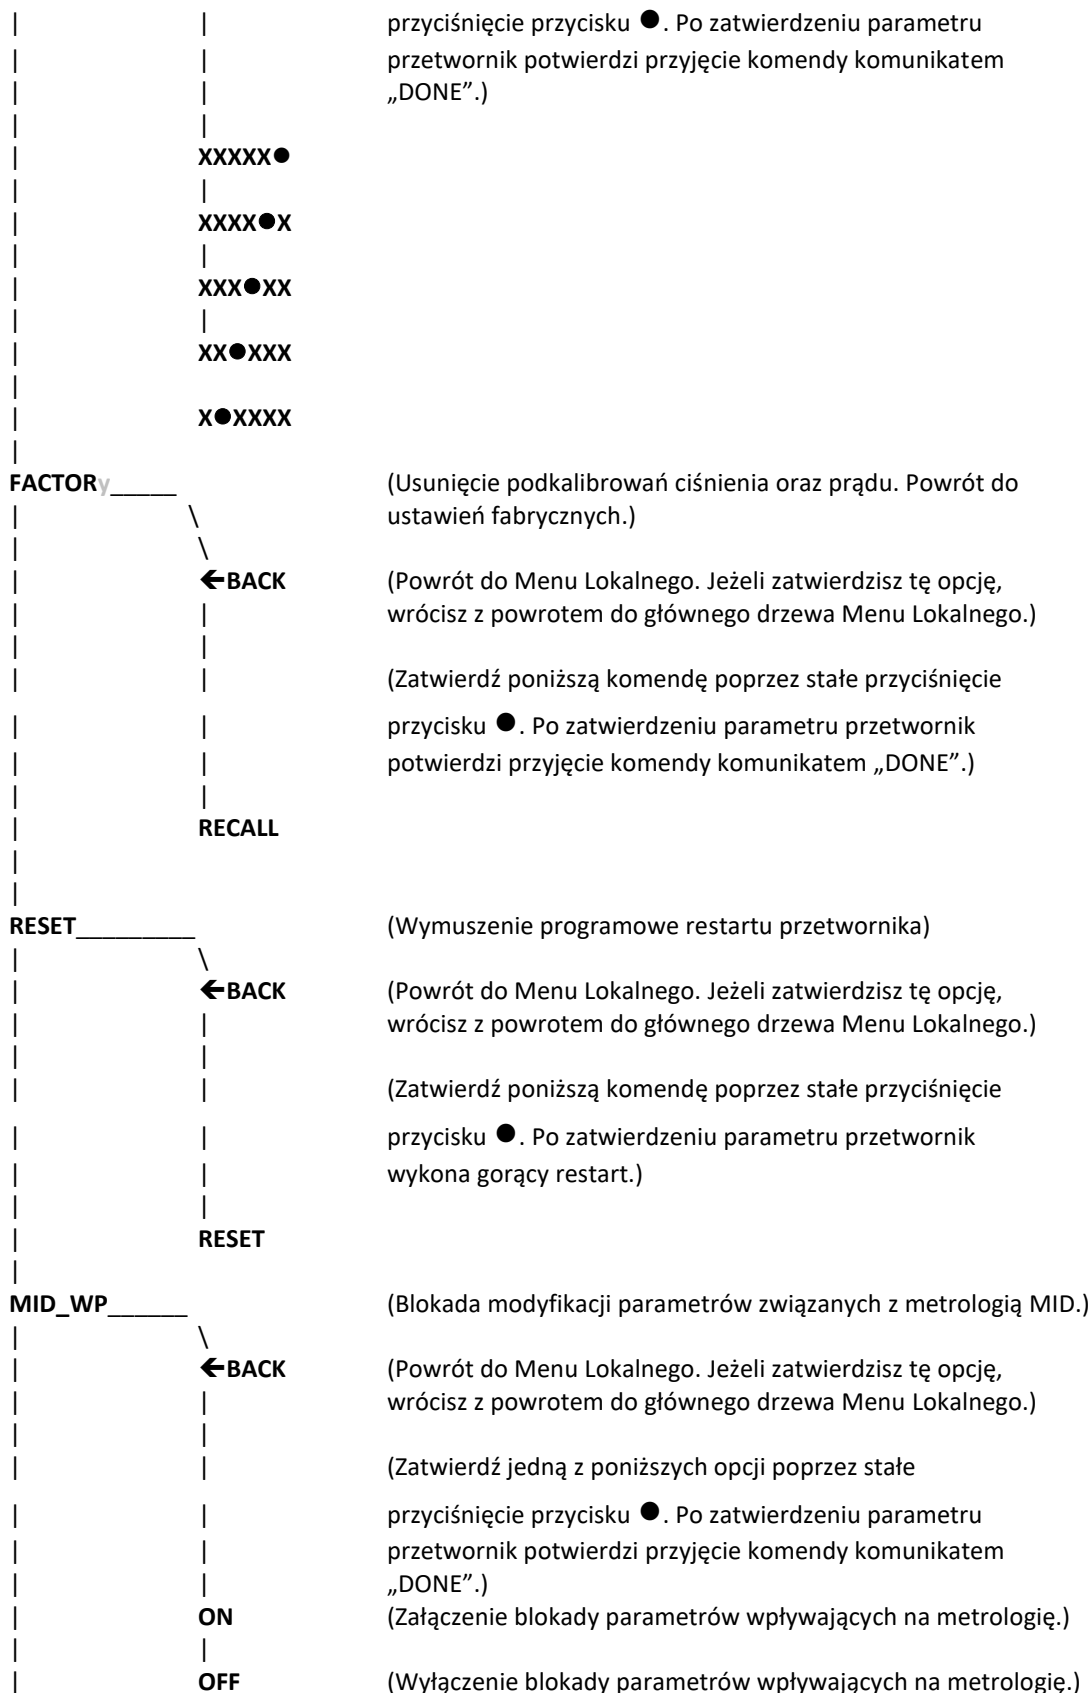 | | przyciśnięcie przycisku ●. Po zatwierdzeniu parametru
| | przetwornik potwierdzi przyjęcie komendy komunikatem
| | „DONE”.)
| |
| XXXXX●
| |
| XXXX●X
| |
| XXX●XX
| |
| XX●XXX
|
| X●XXXX
|
FACTORy_____ (Usunięcie podkalibrowań ciśnienia oraz prądu. Powrót do
| \ ustawień fabrycznych.)
| \
| ←BACK (Powrót do Menu Lokalnego. Jeżeli zatwierdzisz tę opcję,
| | wrócisz z powrotem do głównego drzewa Menu Lokalnego.)
| |
| | (Zatwierdź poniższą komendę poprzez stałe przyciśnięcie
| | przycisku ●. Po zatwierdzeniu parametru przetwornik
| | potwierdzi przyjęcie komendy komunikatem „DONE”.)
| |
| RECALL
|
|
RESET_________ (Wymuszenie programowe restartu przetwornika)
| \
| ←BACK (Powrót do Menu Lokalnego. Jeżeli zatwierdzisz tę opcję,
| | wrócisz z powrotem do głównego drzewa Menu Lokalnego.)
| |
| | (Zatwierdź poniższą komendę poprzez stałe przyciśnięcie
| | przycisku ●. Po zatwierdzeniu parametru przetwornik
| | wykona gorący restart.)
| |
| RESET
|
MID_WP______ (Blokada modyfikacji parametrów związanych z metrologią MID.)
| \
| ←BACK (Powrót do Menu Lokalnego. Jeżeli zatwierdzisz tę opcję,
| | wrócisz z powrotem do głównego drzewa Menu Lokalnego.)
| |
| | (Zatwierdź jedną z poniższych opcji poprzez stałe
| | przyciśnięcie przycisku ●. Po zatwierdzeniu parametru
| | przetwornik potwierdzi przyjęcie komendy komunikatem
| | „DONE”.)
| ON (Załączenie blokady parametrów wpływających na metrologię.)
| |
| OFF (Wyłączenie blokady parametrów wpływających na metrologię.)